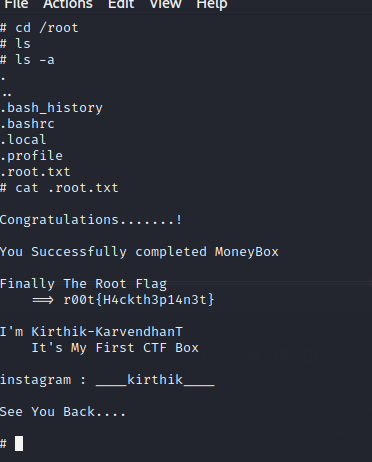 File Actions Edit View Help
# cd /root
# ls
# ls -a
.
..
.bash_history
.bashrc
.local
.profile
.root.txt
# cat .root.txt
Congratulations.......!
You Successfully completed MoneyBox
Finally The Root Flag
==> r00t{H4ckth3p14n3t}
I'm Kirthik-KarvendhanT
It's My First CTF Box
instagram : ____kirthik____
See You Back....
#